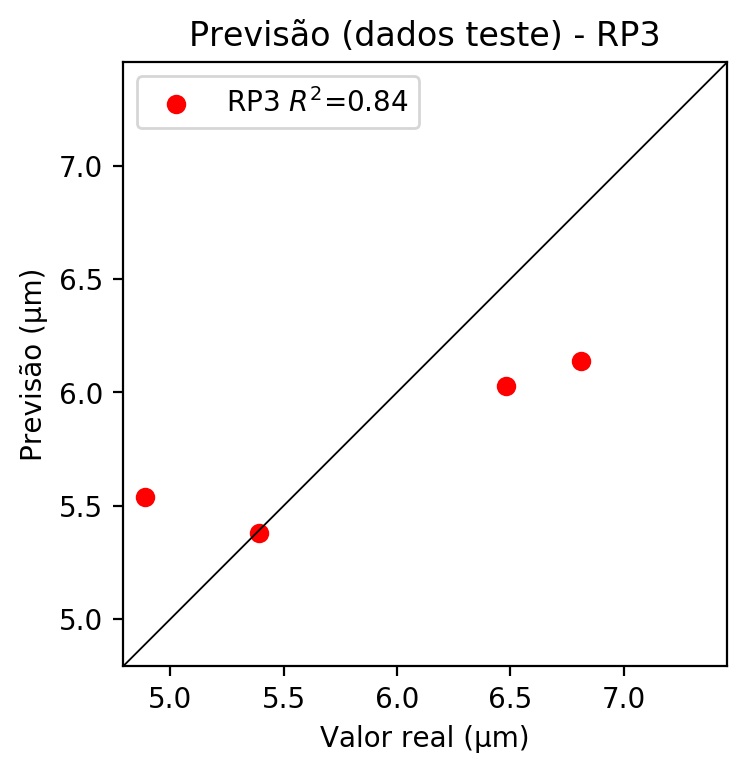 Previsão (dados teste) - RP3
RP3 R²=0.84
Previsão (µm)
7.0
6.5
6.0
5.5
5.0
5.0 5.5 6.0 6.5 7.0
Valor real (µm)